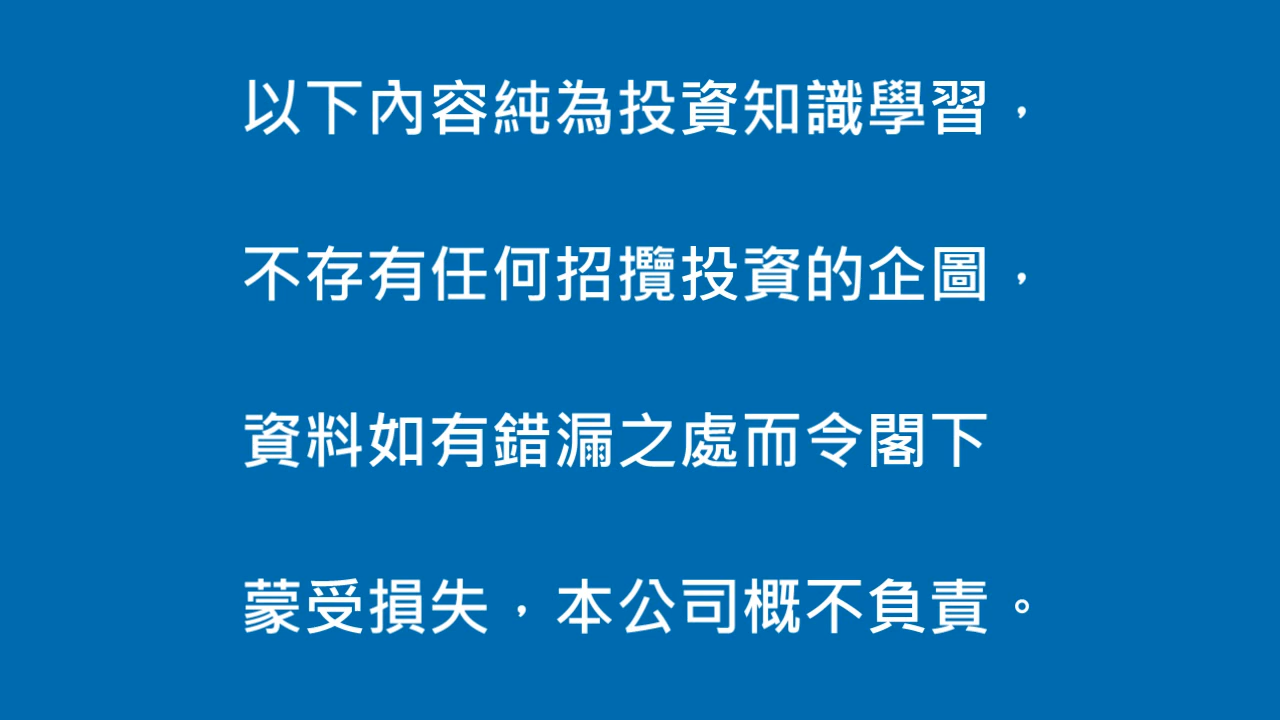 以下內容純為投資知識學習，
不存有任何招攬投資的企圖，
資料如有錯漏之處而令閣下
蒙受損失，本公司概不負責。